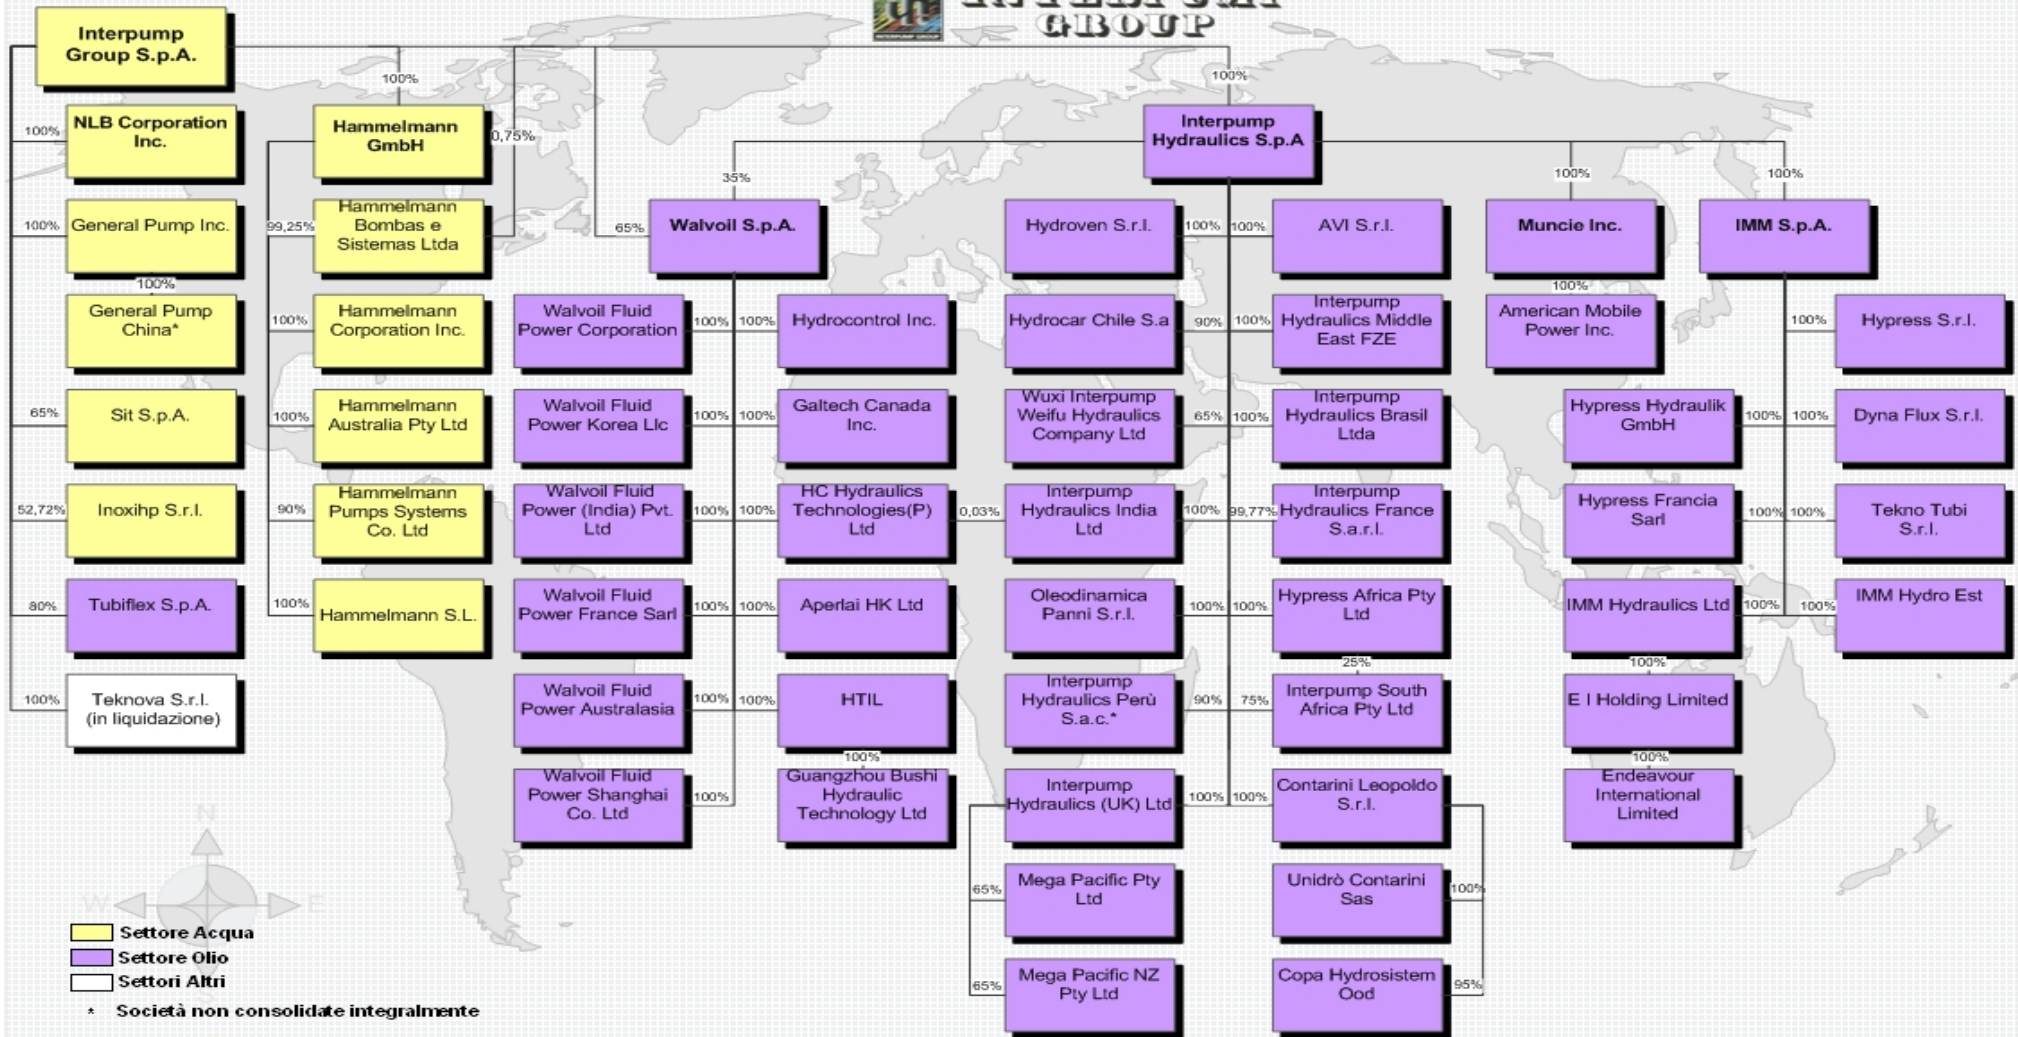 INTERPUMP
GROUP
INTERPUMP GROUP
Interpump
Group S.p.A.
100%
100%
100%
NLB Corporation
Inc.
Hammelmann
GmbH
0,75%
Interpump
Hydraulics S.p.A
35%
100%
100%
100%
General Pump Inc.
99,25%
Hammelmann
Bombas e
Sistemas Ltda
65%
Walvoil S.p.A.
Hydroven S.r.l.
100%
100%
AVI S.r.l.
Muncie Inc.
IMM S.p.A.
100%
General Pump
China*
100%
Hammelmann
Corporation Inc.
Walvoil Fluid
Power Corporation
100%
100%
Hydrocontrol Inc.
Hydrocar Chile S.a
90%
100%
Interpump
Hydraulics Middle
East FZE
100%
American Mobile
Power Inc.
100%
Hypress S.r.l.
65%
Sit S.p.A.
100%
Hammelmann
Australia Pty Ltd
Walvoil Fluid
Power Korea Llc
100%
100%
Galtech Canada
Inc.
Wuxi Interpump
Weifu Hydraulics
Company Ltd
65%
100%
Interpump
Hydraulics Brasil
Ltda
Hypress Hydraulik
GmbH
100%
100%
Dyna Flux S.r.l.
52,72%
Inoxihp S.r.l.
90%
Hammelmann
Pumps Systems
Co. Ltd
Walvoil Fluid
Power (India) Pvt.
Ltd
100%
100%
HC Hydraulics
Technologies(P)
Ltd
0,03%
Interpump
Hydraulics India
Ltd
100%
99,77%
Interpump
Hydraulics France
S.a.r.l.
Hypress Francia
Sarl
100%
100%
Tekno Tubi
S.r.l.
80%
Tubiflex S.p.A.
100%
Hammelmann S.L.
Walvoil Fluid
Power France Sarl
100%
100%
Aperlai HK Ltd
Oleodinamica
Panni S.r.l.
100%
100%
Hypress Africa Pty
Ltd
IMM Hydraulics Ltd
100%
100%
IMM Hydro Est
100%
Teknova S.r.l.
(in liquidazione)
Walvoil Fluid
Power Australasia
100%
100%
HTIL
Interpump
Hydraulics Perù
S.a.c.*
90%
75%
25%
Interpump South
Africa Pty Ltd
100%
E I Holding Limited
Walvoil Fluid
Power Shanghai
Co. Ltd
100%
100%
Guangzhou Bushi
Hydraulic
Technology Ltd
Interpump
Hydraulics (UK) Ltd
100%
100%
Contarini Leopoldo
S.r.l.
100%
Endeavour
International
Limited
65%
Mega Pacific Pty
Ltd
Unidrò Contarini
Sas
100%
65%
Mega Pacific NZ
Pty Ltd
Copa Hydrosistem
Ood
95%
N
W
E
S
Settore Acqua
Settore Olio
Settori Altri
* Società non consolidate integralmente